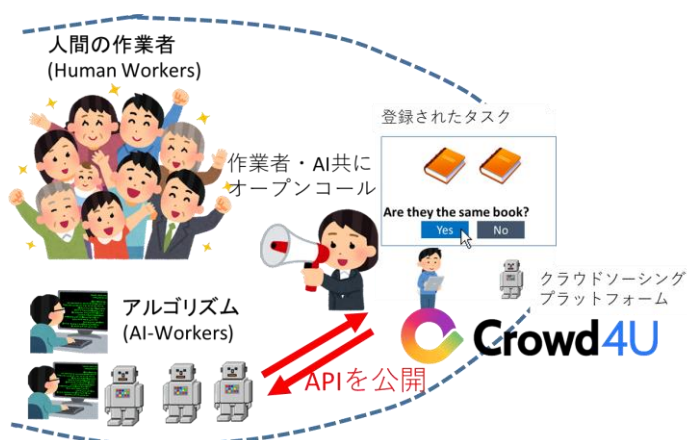 人間の作業者
(Human Workers)
登録されたタスク
作業者・AI共に
オープンコール
Are they the same book?
Yes No
クラウドソーシング
プラットフォーム
アルゴリズム
(AI-Workers)
Crowd4U
APIを公開